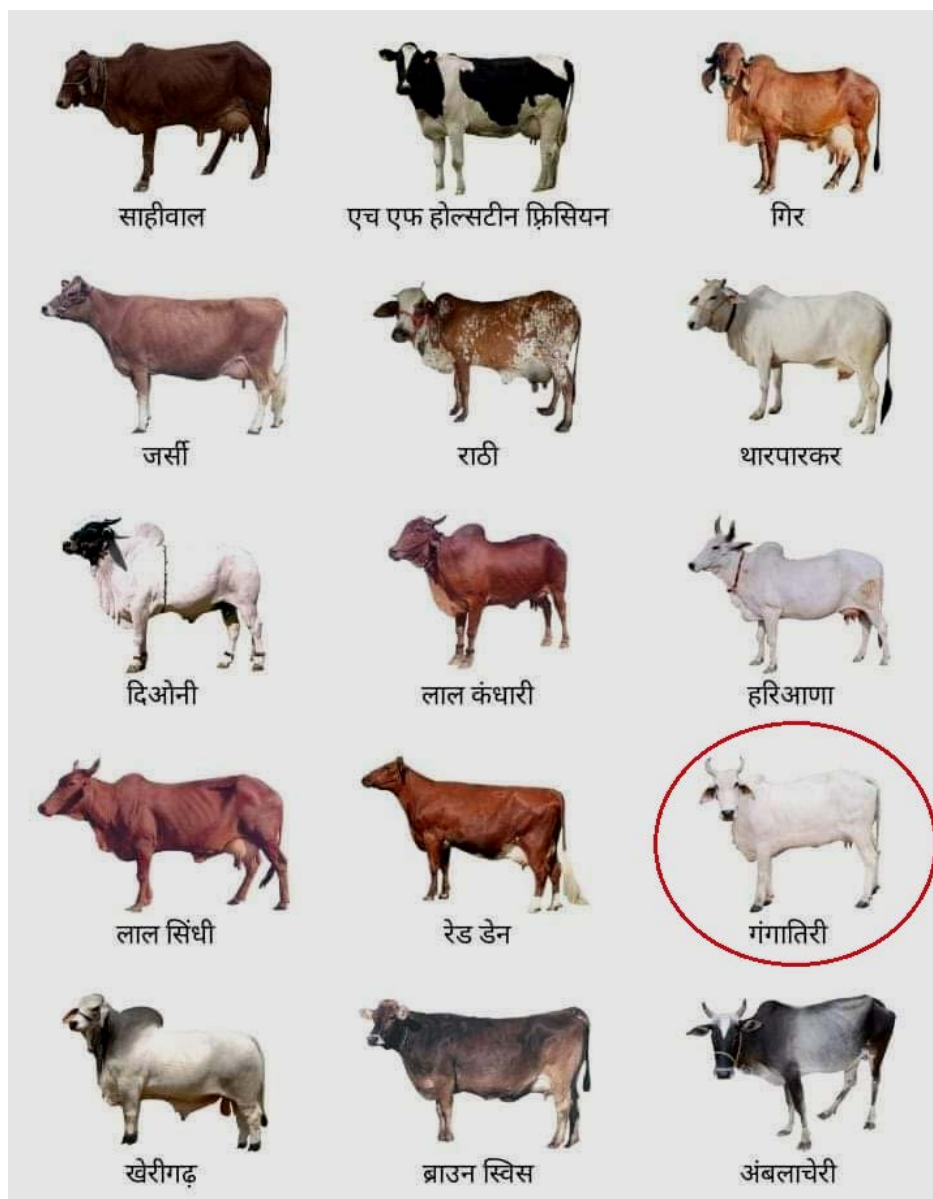 साहीवाल
एच एफ होल्सटीन फ़्रिसियन
गिर
जर्सी
राठी
थारपारकर
दिओनी
लाल कंधारी
हरिआणा
लाल सिंधी
रेड डेन
गंगातिरी
खेरीगढ़
ब्राउन स्विस
अंबलाचेरी